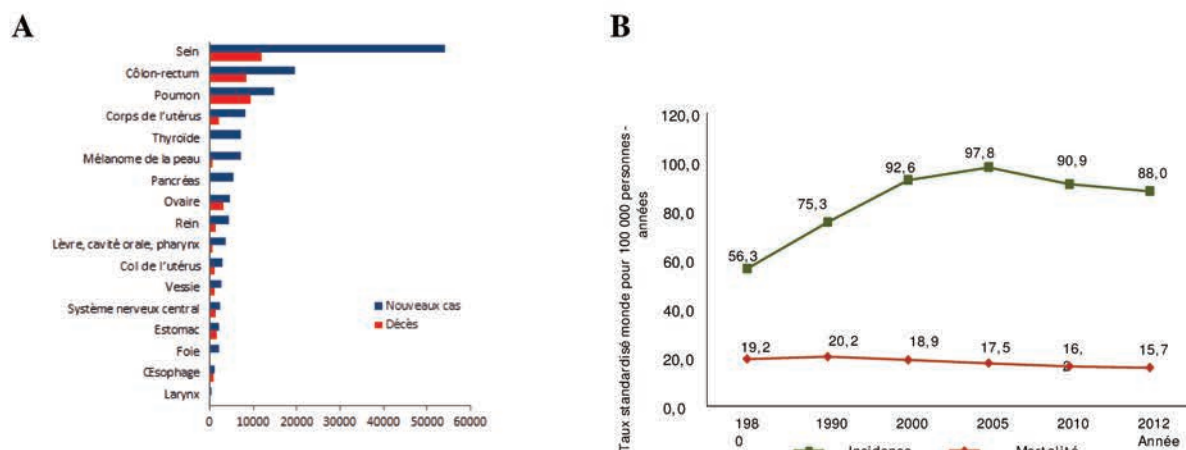 A
Sein
Côlon-rectum
Poumon
Corps de l'utérus
Thyroïde
Mélanome de la peau
Pancréas
Ovaire
Rein
Lèvre, cavité orale, pharynx
Col de l'utérus
Vessie
Système nerveux central
Estomac
Foie
Œsophage
Larynx
Nouveaux cas
Décès
0 10000 20000 30000 40000 50000 60000
B
Taux standardisé monde pour 100 000 personnes -
années
120,0
100,0
80,0
60,0
40,0
20,0
0,0
56,3
75,3
92,6
97,8
90,9
88,0
19,2
20,2
18,9
17,5
16,
15,7
198 1990 2000 2005 2010 2012
0 Année
Incidence Mortalité